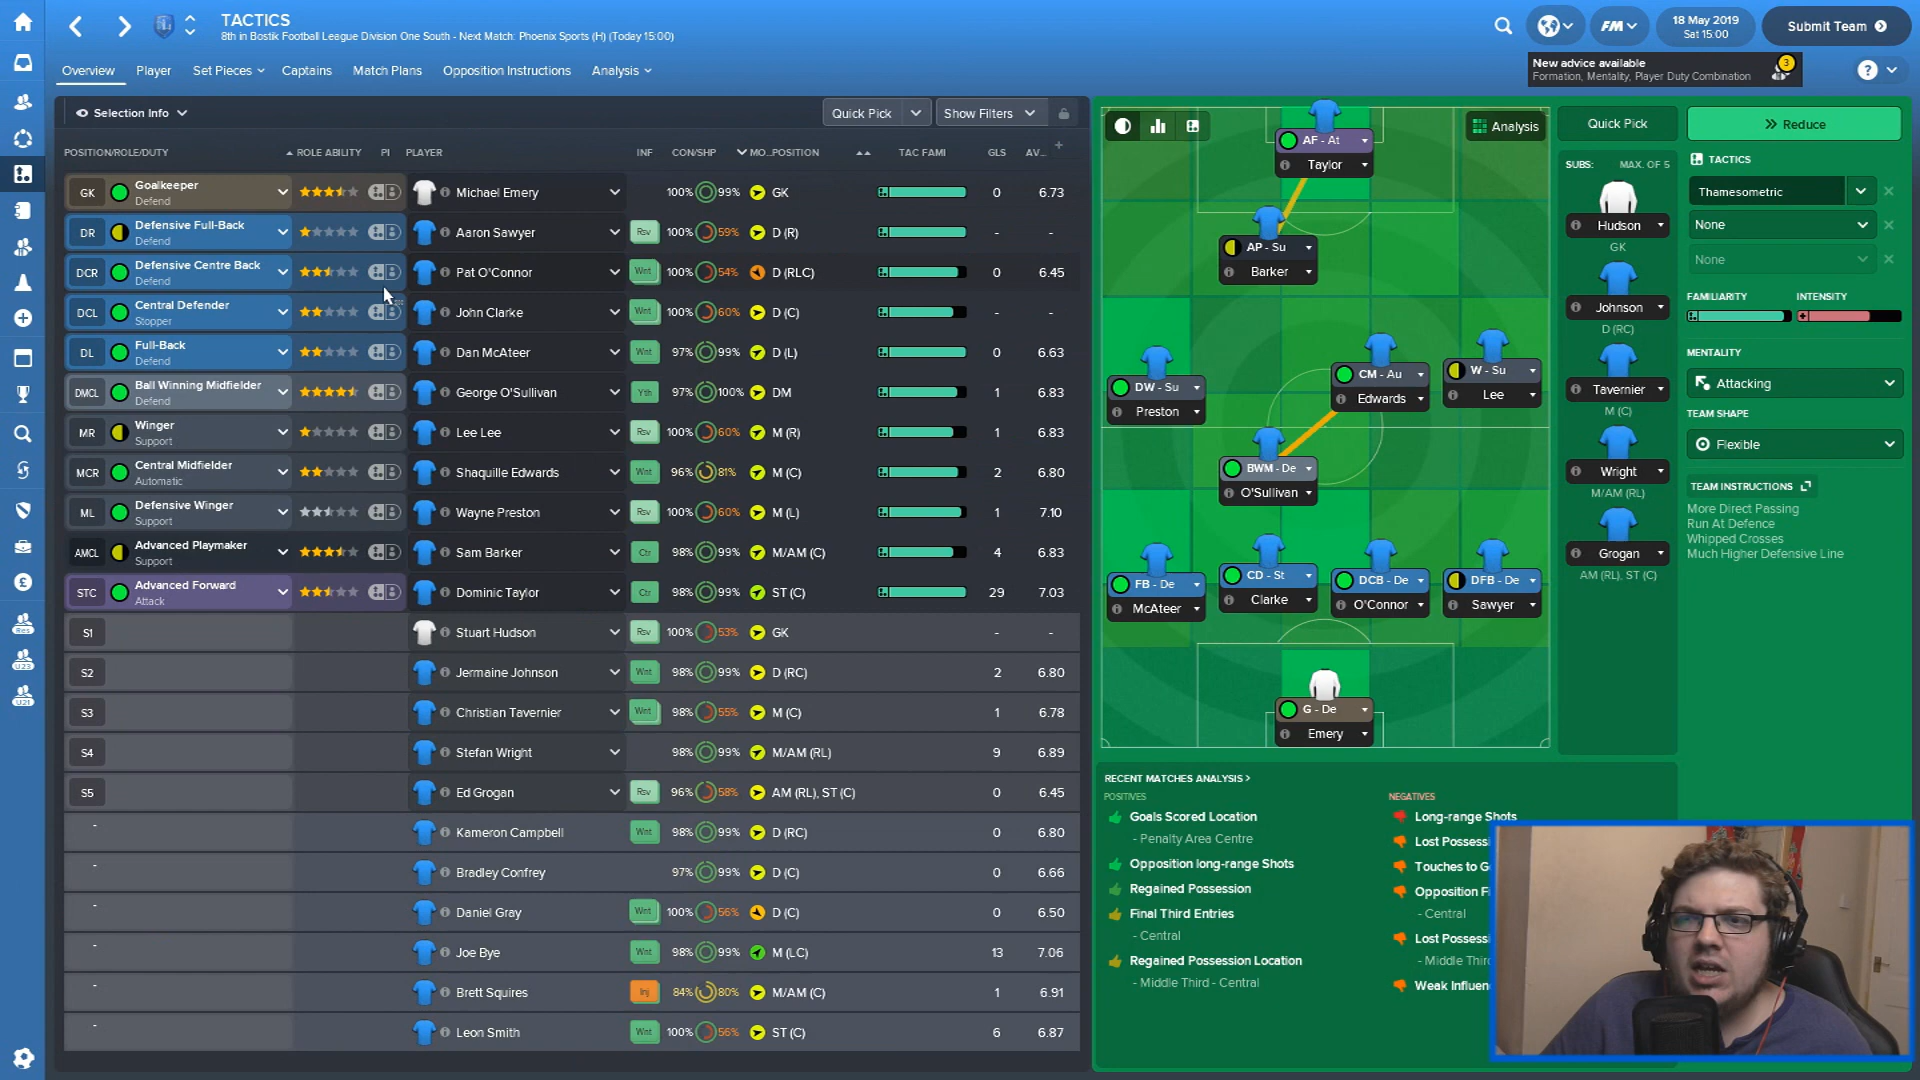 TACTICS
8th in Bostik Football League Division One South - Next Match: Phoenix Sports (H) (Today 15:00)
FM
18 May 2019
Sat 15:00
Submit Team
Overview
Player
Set Pieces
Captains
Match Plans
Opposition Instructions
Analysis
New advice available
Formation, Mentality, Player Duty Combination
3
?
Selection Info
Quick Pick
Show Filters
POSITION/ROLE/DUTY ROLE ABILITY PI PLAYER INF CON/SHP MO... POSITION TAC FAMI GLS AV...
GK Goalkeeper Defend Michael Emery 100% 99% GK 0 6.73
DR Defensive Full-Back Defend Aaron Sawyer Rsv 100% 59% D (R) - -
DCR Defensive Centre Back Defend Pat O'Connor Wnt 100% 54% D (RLC) 0 6.45
DCL Central Defender Stopper John Clarke Wnt 100% 60% D (C) - -
DL Full-Back Defend Dan McAteer Wnt 97% 99% D (L) 0 6.63
DMCL Ball Winning Midfielder Defend George O'Sullivan Yth 97% 100% DM 1 6.83
MR Winger Support Lee Lee Rsv 100% 60% M (R) 1 6.83
MCR Central Midfielder Automatic Shaquille Edwards Wnt 96% 81% M (C) 2 6.80
ML Defensive Winger Support Wayne Preston Rsv 100% 60% M (L) 1 7.10
AMCL Advanced Playmaker Support Sam Barker Ctr 98% 99% M/AM (C) 4 6.83
STC Advanced Forward Attack Dominic Taylor Ctr 98% 99% ST (C) 29 7.03
S1 Stuart Hudson Rsv 100% 53% GK - -
S2 Jermaine Johnson Wnt 98% 99% D (RC) 2 6.80
S3 Christian Tavernier Wnt 98% 55% M (C) 1 6.78
S4 Stefan Wright 98% 99% M/AM (RL) 9 6.89
S5 Ed Grogan Rsv 96% 58% AM (RL), ST (C) 0 6.45
- Kameron Campbell Wnt 98% 99% D (RC) 0 6.80
- Bradley Confrey 97% 99% D (C) 0 6.66
- Daniel Gray Wnt 100% 56% D (C) 0 6.50
- Joe Bye Wnt 98% 99% M (LC) 13 7.06
- Brett Squires Inj 84% 80% M/AM (C) 1 6.91
- Leon Smith Wnt 100% 56% ST (C) 6 6.87
Res
U23
U21
Analysis
AF - At
Taylor
AP - Su
Barker
DW - Su
Preston
CM - Au
Edwards
W - Su
Lee
BWM - De
O'Sullivan
FB - De
McAteer
CD - St
Clarke
DCB - De
O'Connor
DFB - De
Sawyer
G - De
Emery
Quick Pick
SUBS: MAX. OF 5
Hudson
GK
Johnson
D (RC)
Tavernier
M (C)
Wright
M/AM (RL)
Grogan
AM (RL), ST (C)
Reduce
TACTICS
Thamesometric
None
None
FAMILIARITY INTENSITY
MENTALITY
Attacking
TEAM SHAPE
Flexible
TEAM INSTRUCTIONS
More Direct Passing
Run At Defence
Whipped Crosses
Much Higher Defensive Line
RECENT MATCHES ANALYSIS >
POSITIVES
Goals Scored Location
- Penalty Area Centre
Opposition long-range Shots
Regained Possession
Final Third Entries
- Central
Regained Possession Location
- Middle Third - Central
NEGATIVES
Long-range Shots
Lost
Touches to
Opposition
- Central
Lost
- Middle
Weak